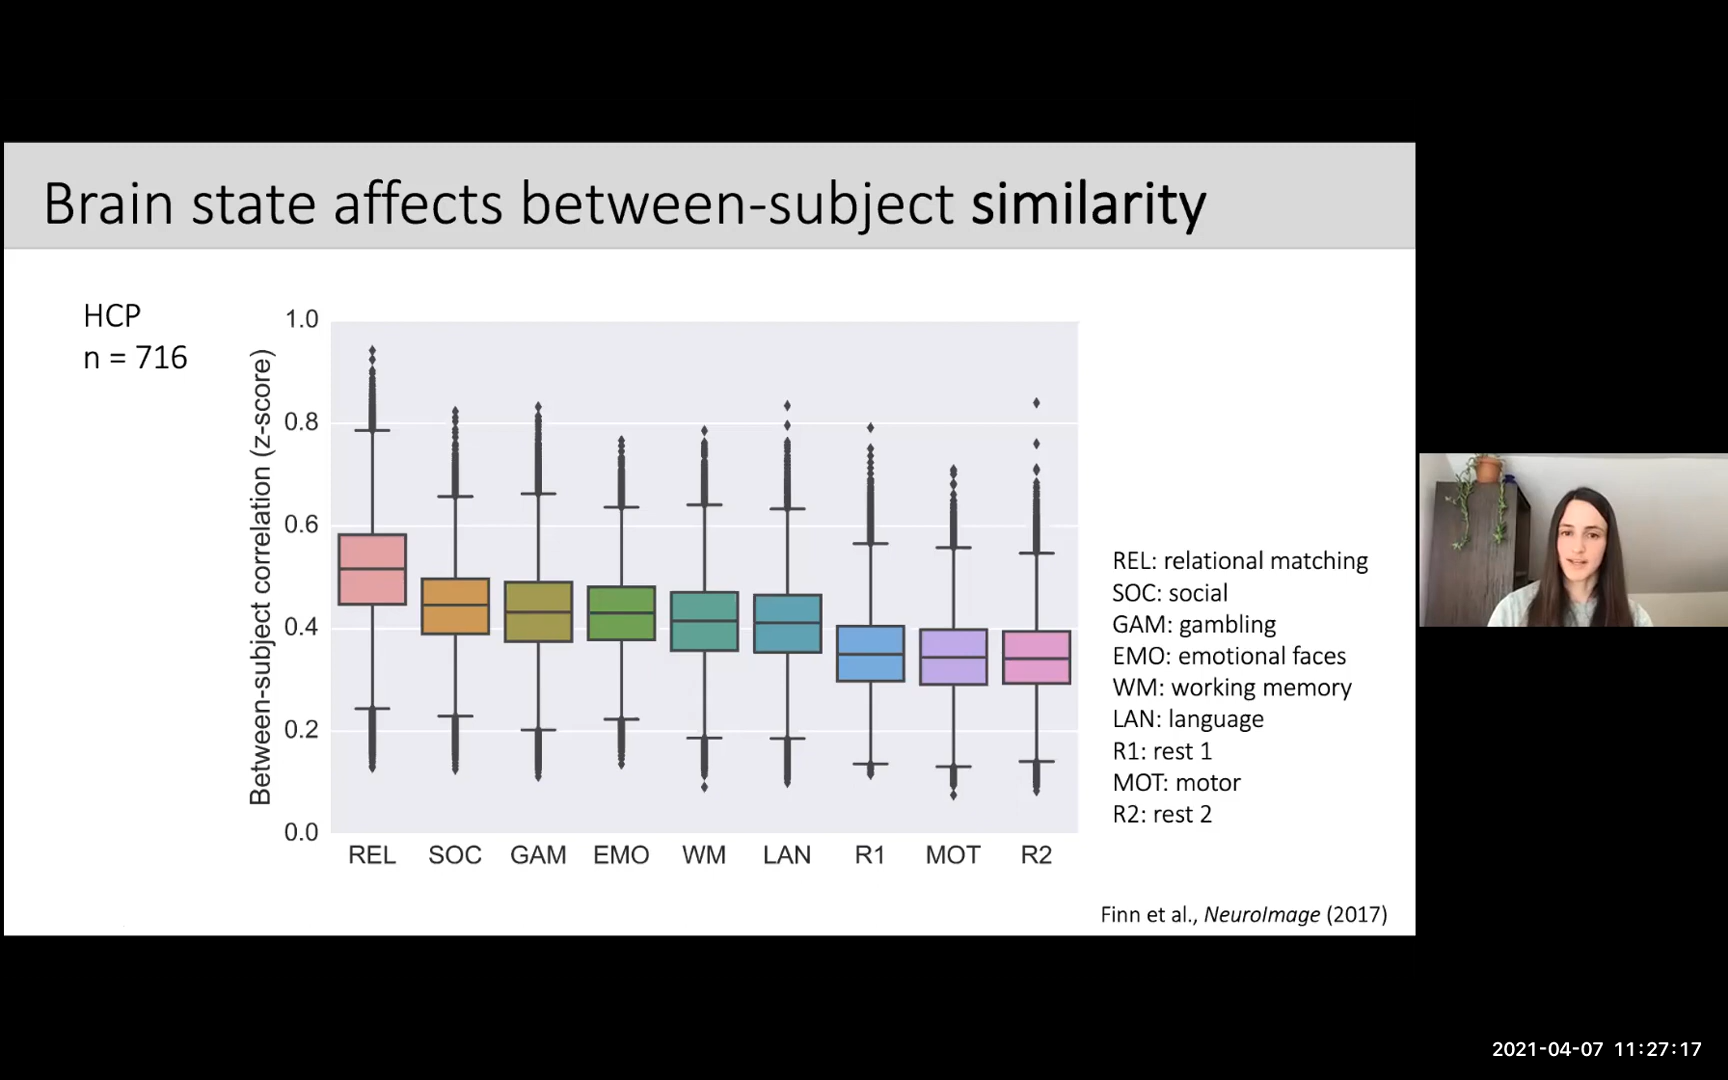 Brain state affects between-subject similarity
HCP
n = 716
Between-subject correlation (z-score)
1.0
0.8
0.6
0.4
0.2
0.0
REL SOC GAM EMO WM LAN R1 MOT R2
REL: relational matching
SOC: social
GAM: gambling
EMO: emotional faces
WM: working memory
LAN: language
R1: rest 1
MOT: motor
R2: rest 2
Finn et al., NeuroImage (2017)
2021-04-07 11:27:17